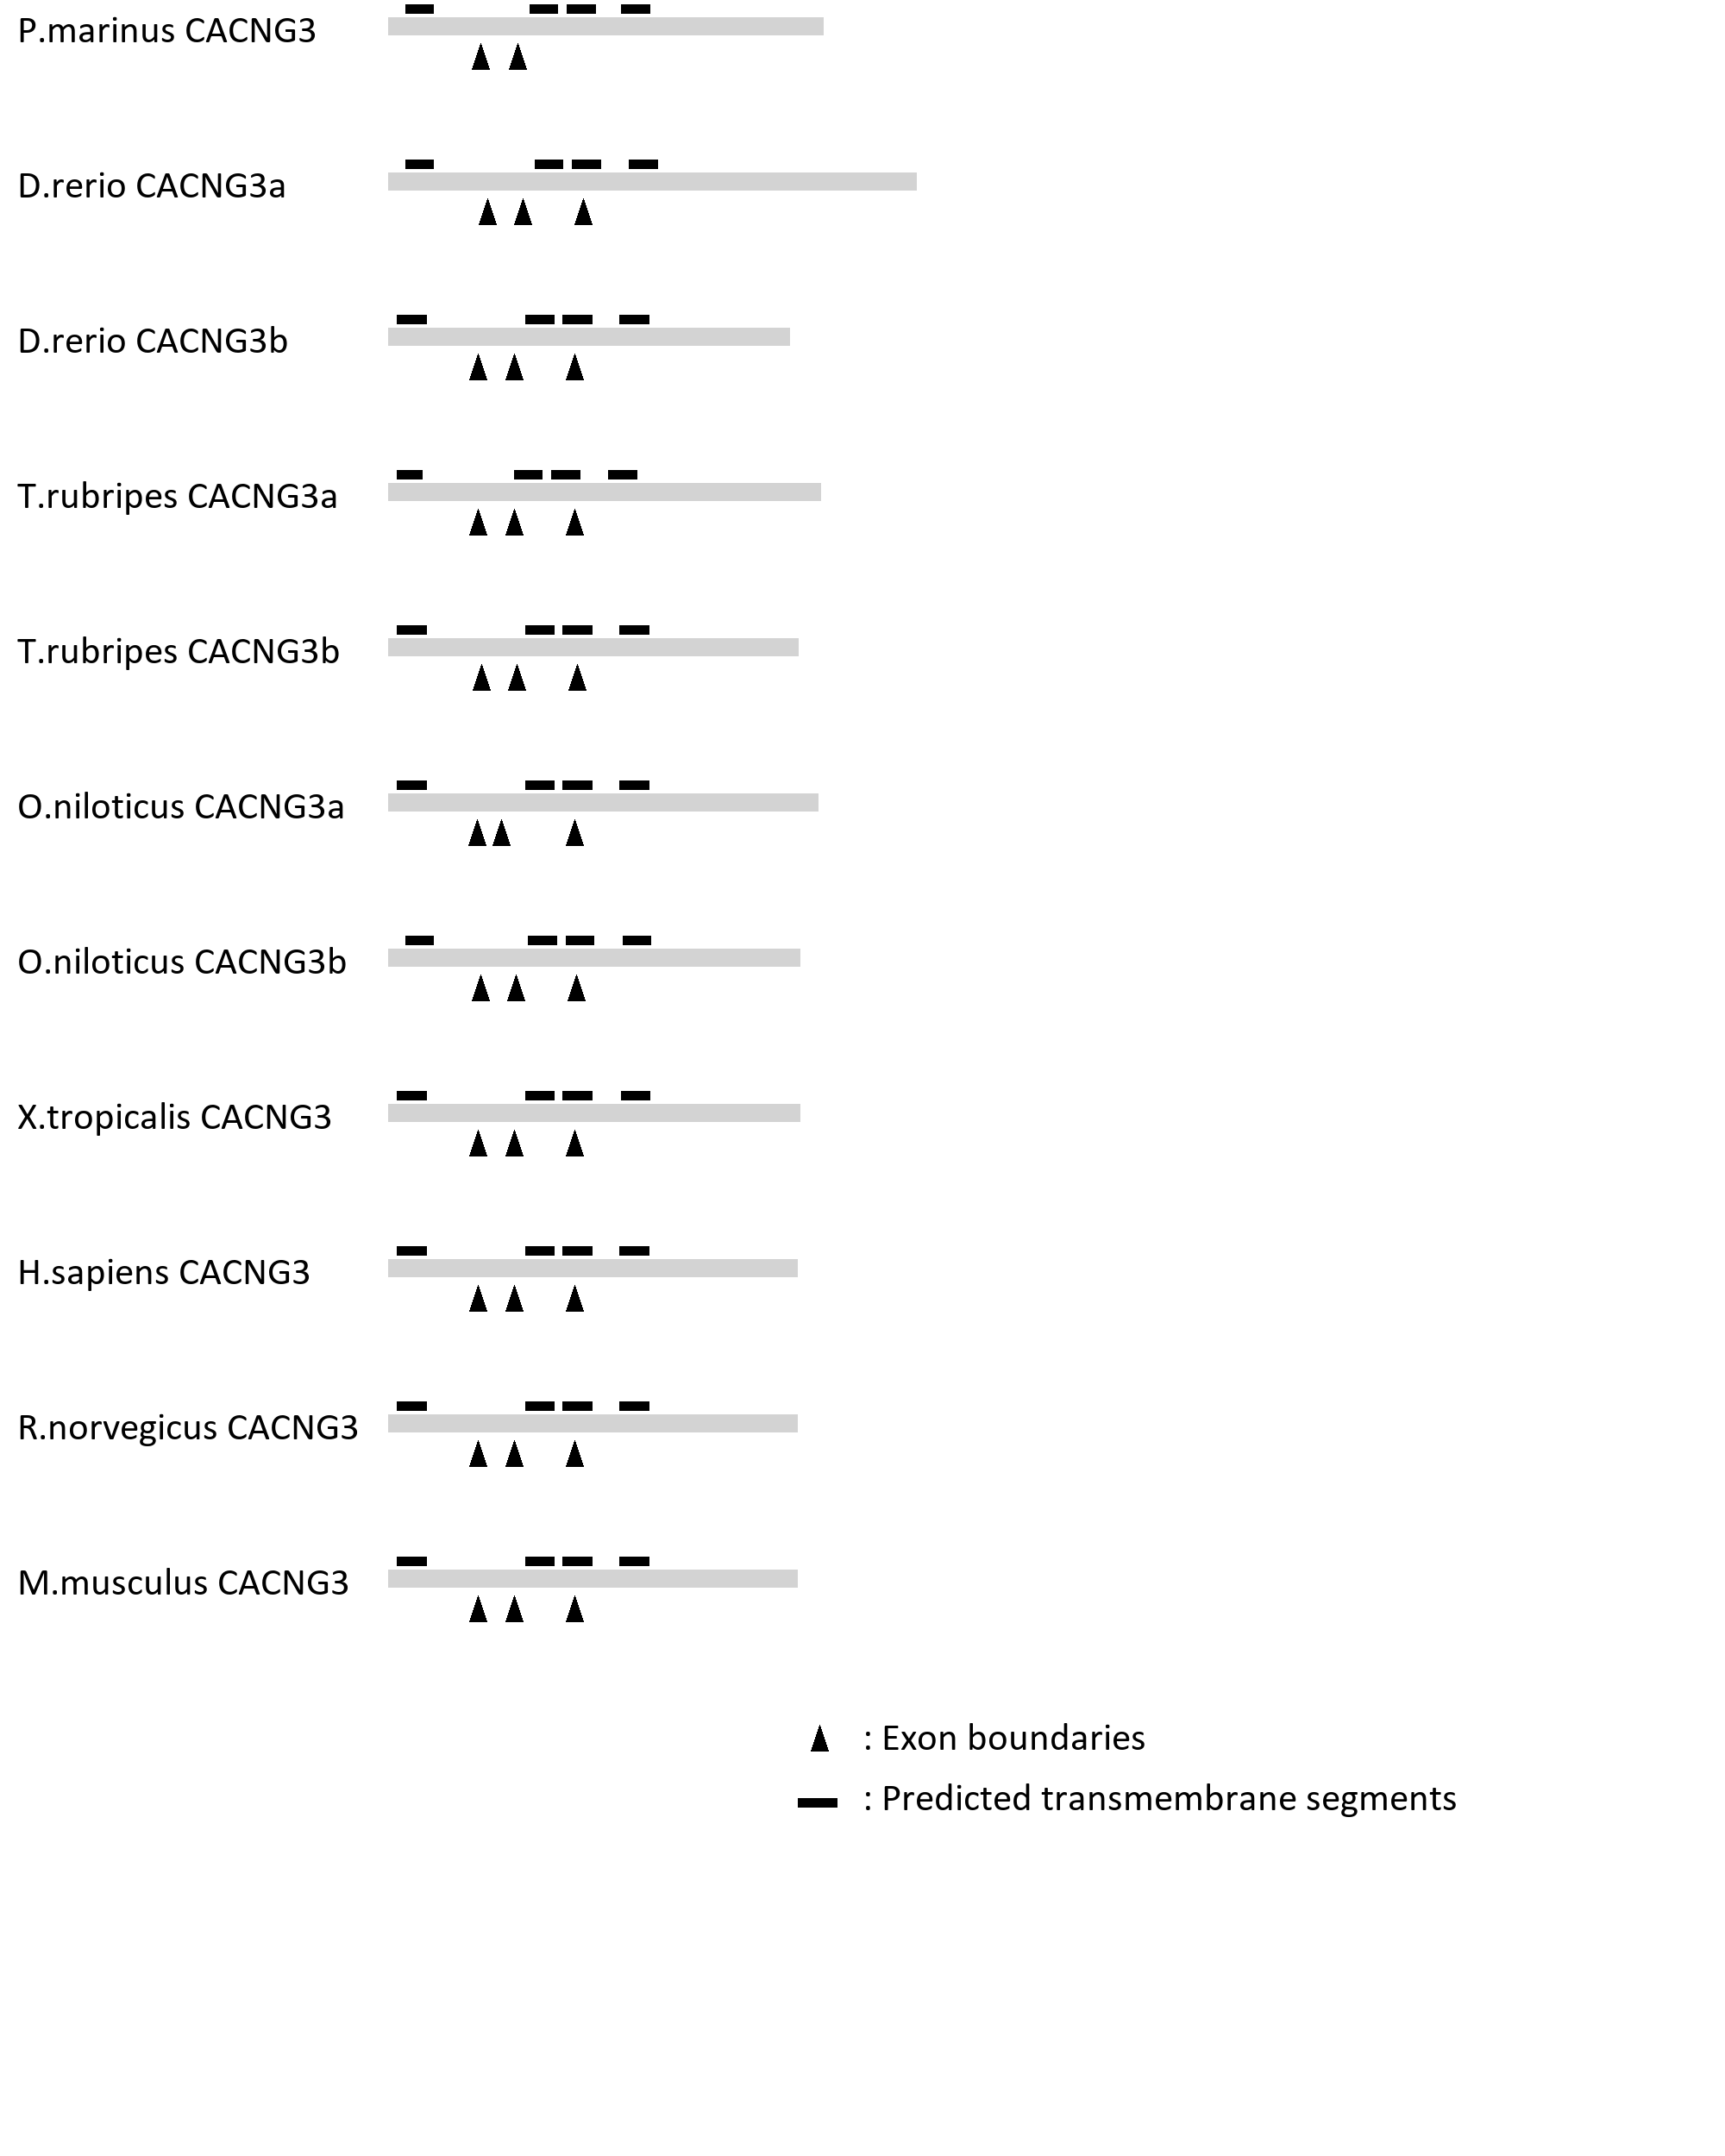 P.marinus CACNG3
D.rerio CACNG3a
D.rerio CACNG3b
T.rubripes CACNG3a
T.rubripes CACNG3b
O.niloticus CACNG3a
O.niloticus CACNG3b
X.tropicalis CACNG3
H.sapiens CACNG3
R.norvegicus CACNG3
M.musculus CACNG3
: Exon boundaries
: Predicted transmembrane segments